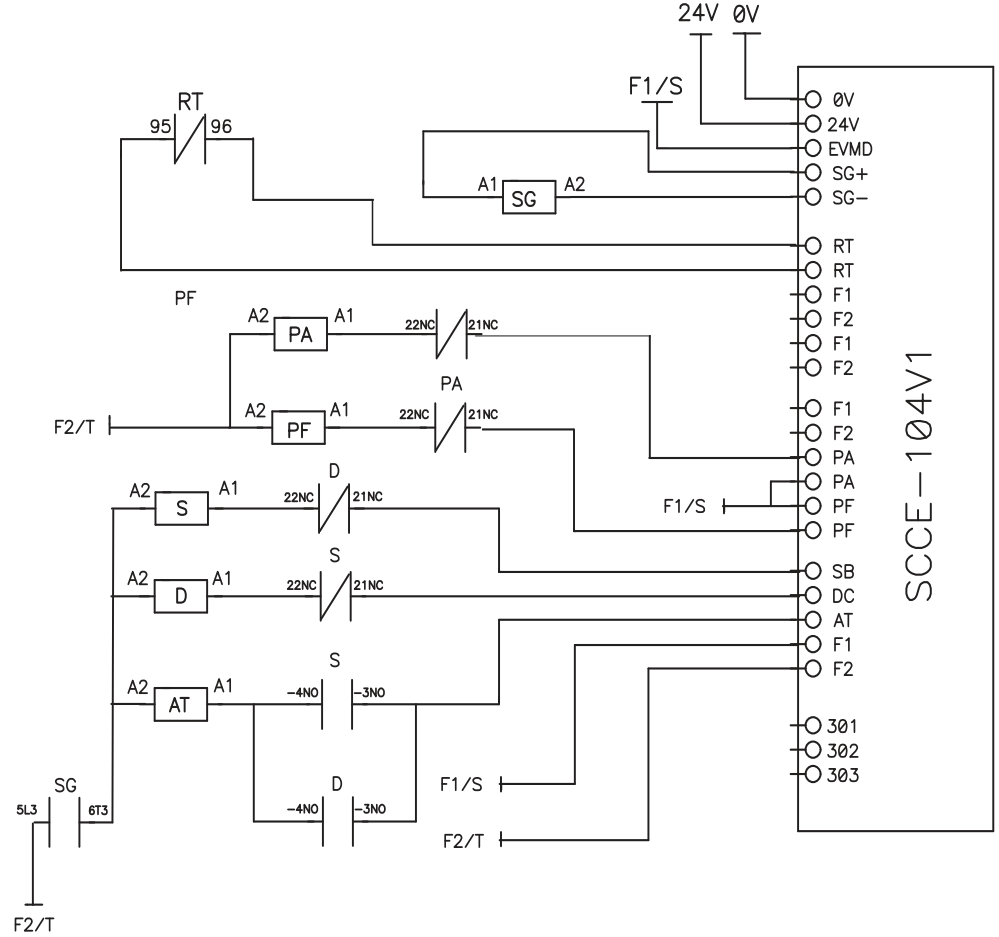 24V 0V
F1/S
0V
24V
EVMD
SG+
SG-
RT
95 96
A1 SG A2
RT
RT
F1
F2
F1
F2
F1
F2
PA
PA
PF
PF
SB
DC
AT
F1
F2
301
302
303
SCCE-104V1
PF
A2 PA A1 22NC 21NC
PA
F2/T A2 PF A1 22NC 21NC
F1/S
D
A2 S A1 22NC 21NC
S
A2 D A1 22NC 21NC
S
A2 AT A1 -4NO -3NO
D
-4NO -3NO
F1/S
F2/T
SG
5L3 6T3
F2/T